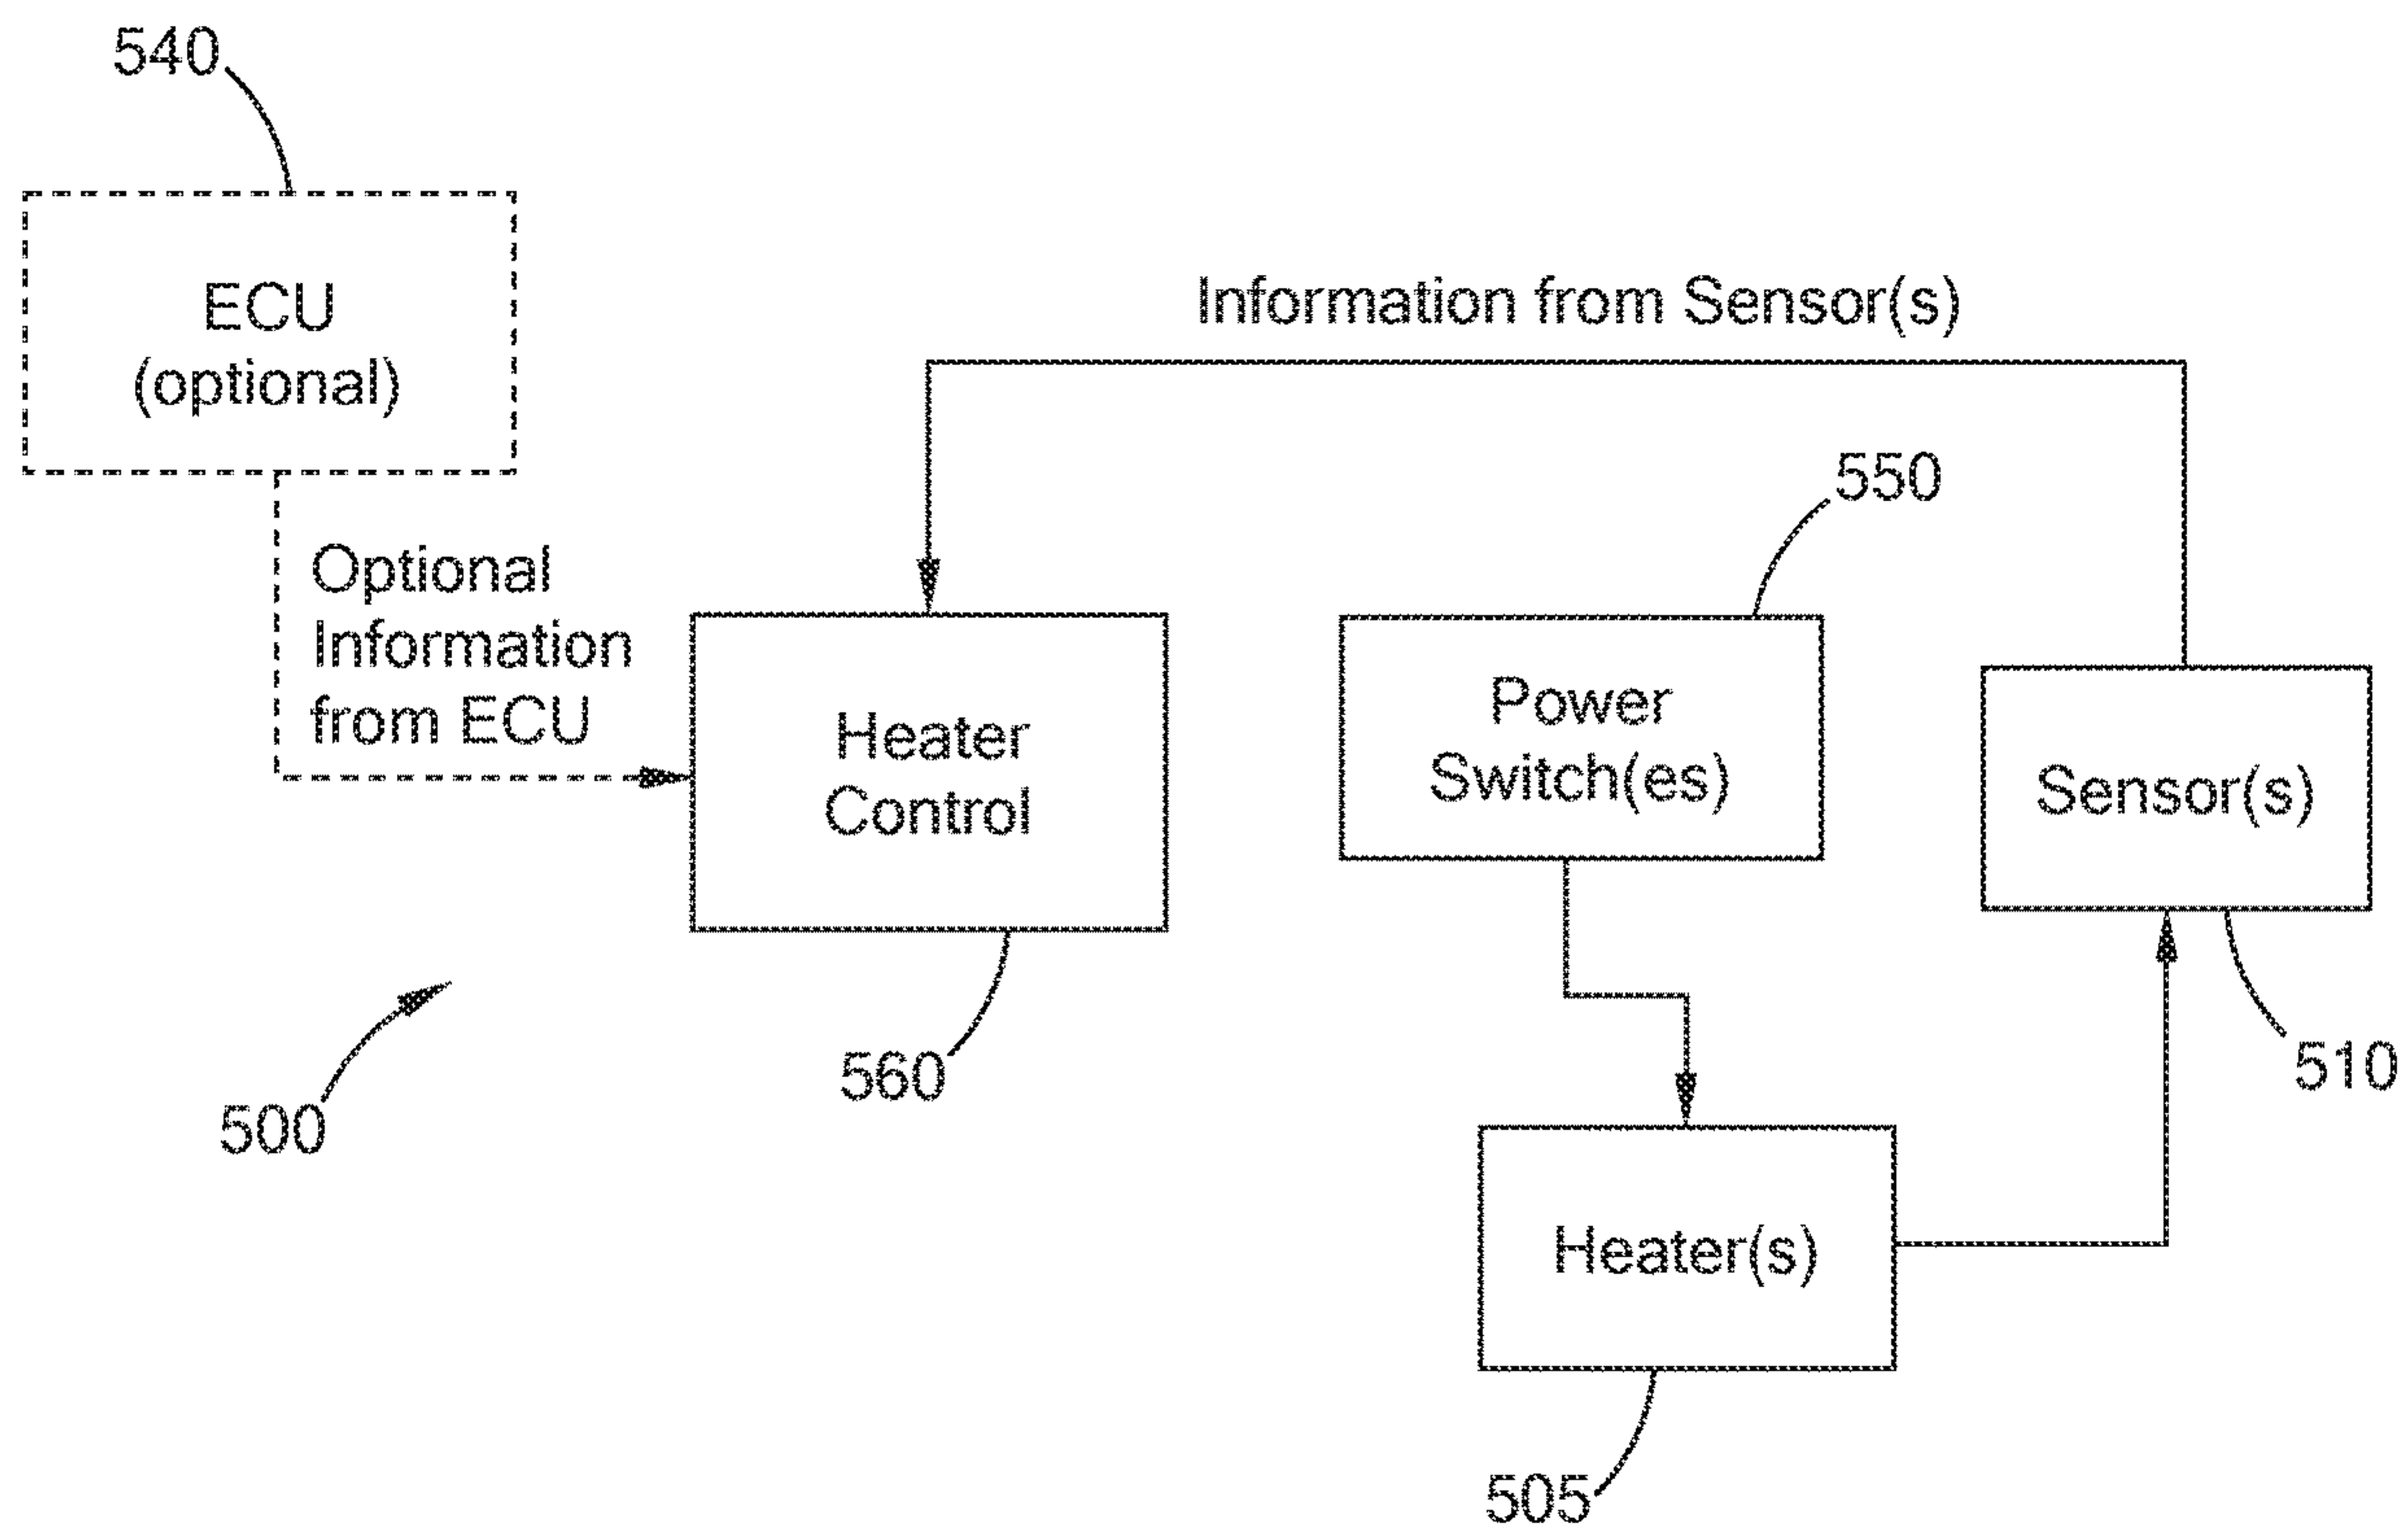 540
ECU
(optional)
Information from Sensor(s)
550
Optional
Information
from ECU
Heater
Control
Power
Switch(es)
Sensor(s)
560
510
500
Heater(s)
505